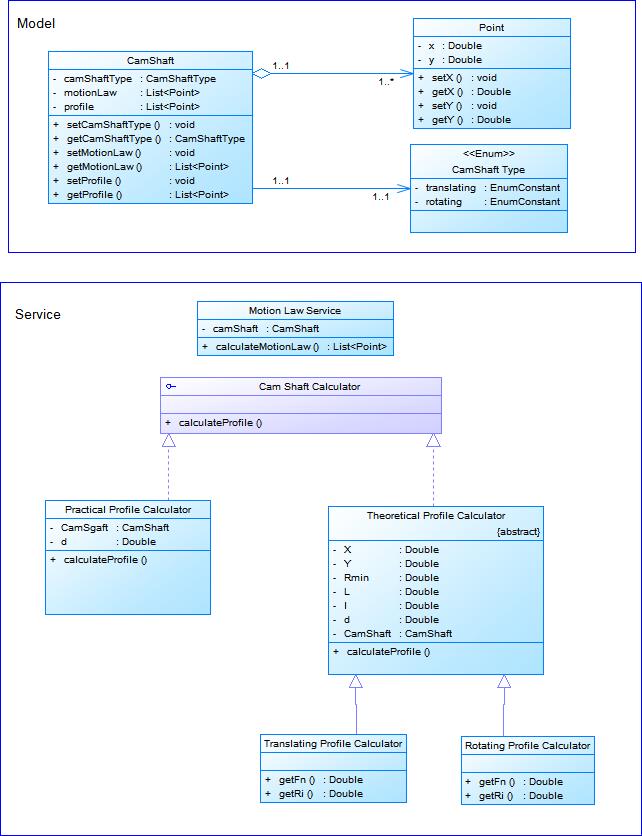 Model
CamShaft
- camShaftType : CamShaftType
- motionLaw : List<Point>
- profile : List<Point>
+ setCamShaftType () : void
+ getCamShaftType () : CamShaftType
+ setMotionLaw () : void
+ getMotionLaw () : List<Point>
+ setProfile () : void
+ getProfile () : List<Point>
1..1
1..*
Point
- x : Double
- y : Double
+ setX () : void
+ getX () : Double
+ setY () : void
+ getY () : Double
1..1
1..1
<<Enum>>
CamShaft Type
- translating : EnumConstant
- rotating : EnumConstant
Service
Motion Law Service
- camShaft : CamShaft
+ calculateMotionLaw () : List<Point>
Cam Shaft Calculator
+ calculateProfile ()
Practical Profile Calculator
- CamSgaft : CamShaft
- d : Double
+ calculateProfile ()
Theoretical Profile Calculator
{abstract}
- X : Double
- Y : Double
- Rmin : Double
- L : Double
- l : Double
- d : Double
- CamShaft : CamShaft
+ calculateProfile ()
Translating Profile Calculator
+ getFn () : Double
+ getRi () : Double
Rotating Profile Calculator
+ getFn () : Double
+ getRi () : Double